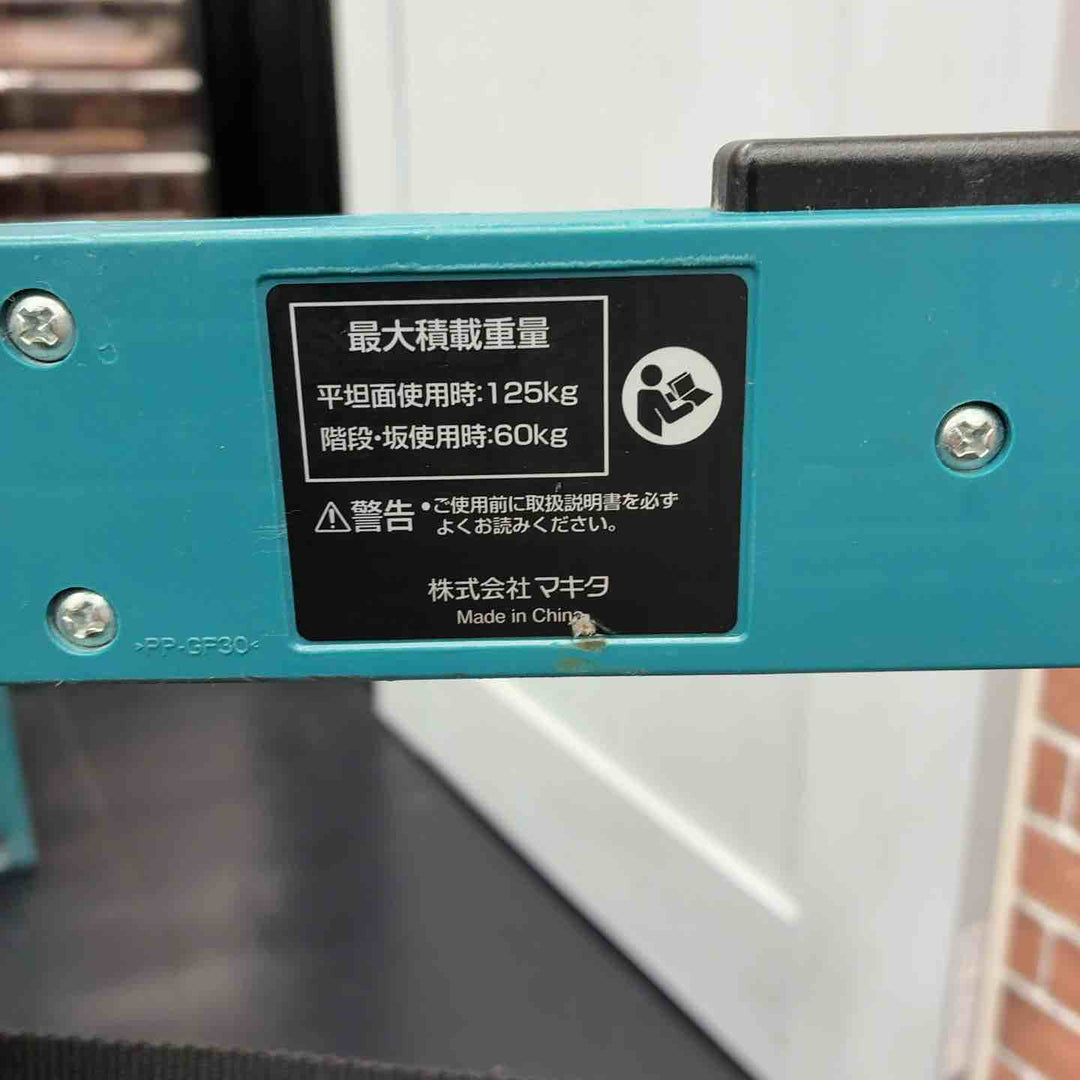 最大積載重量
平坦面使用時:125kg
階段・坂使用時:60kg
⚠警告 •ご使用前に取扱説明書を必ず
よくお読みください。
株式会社マキタ
Made in China
>PP-GF30<